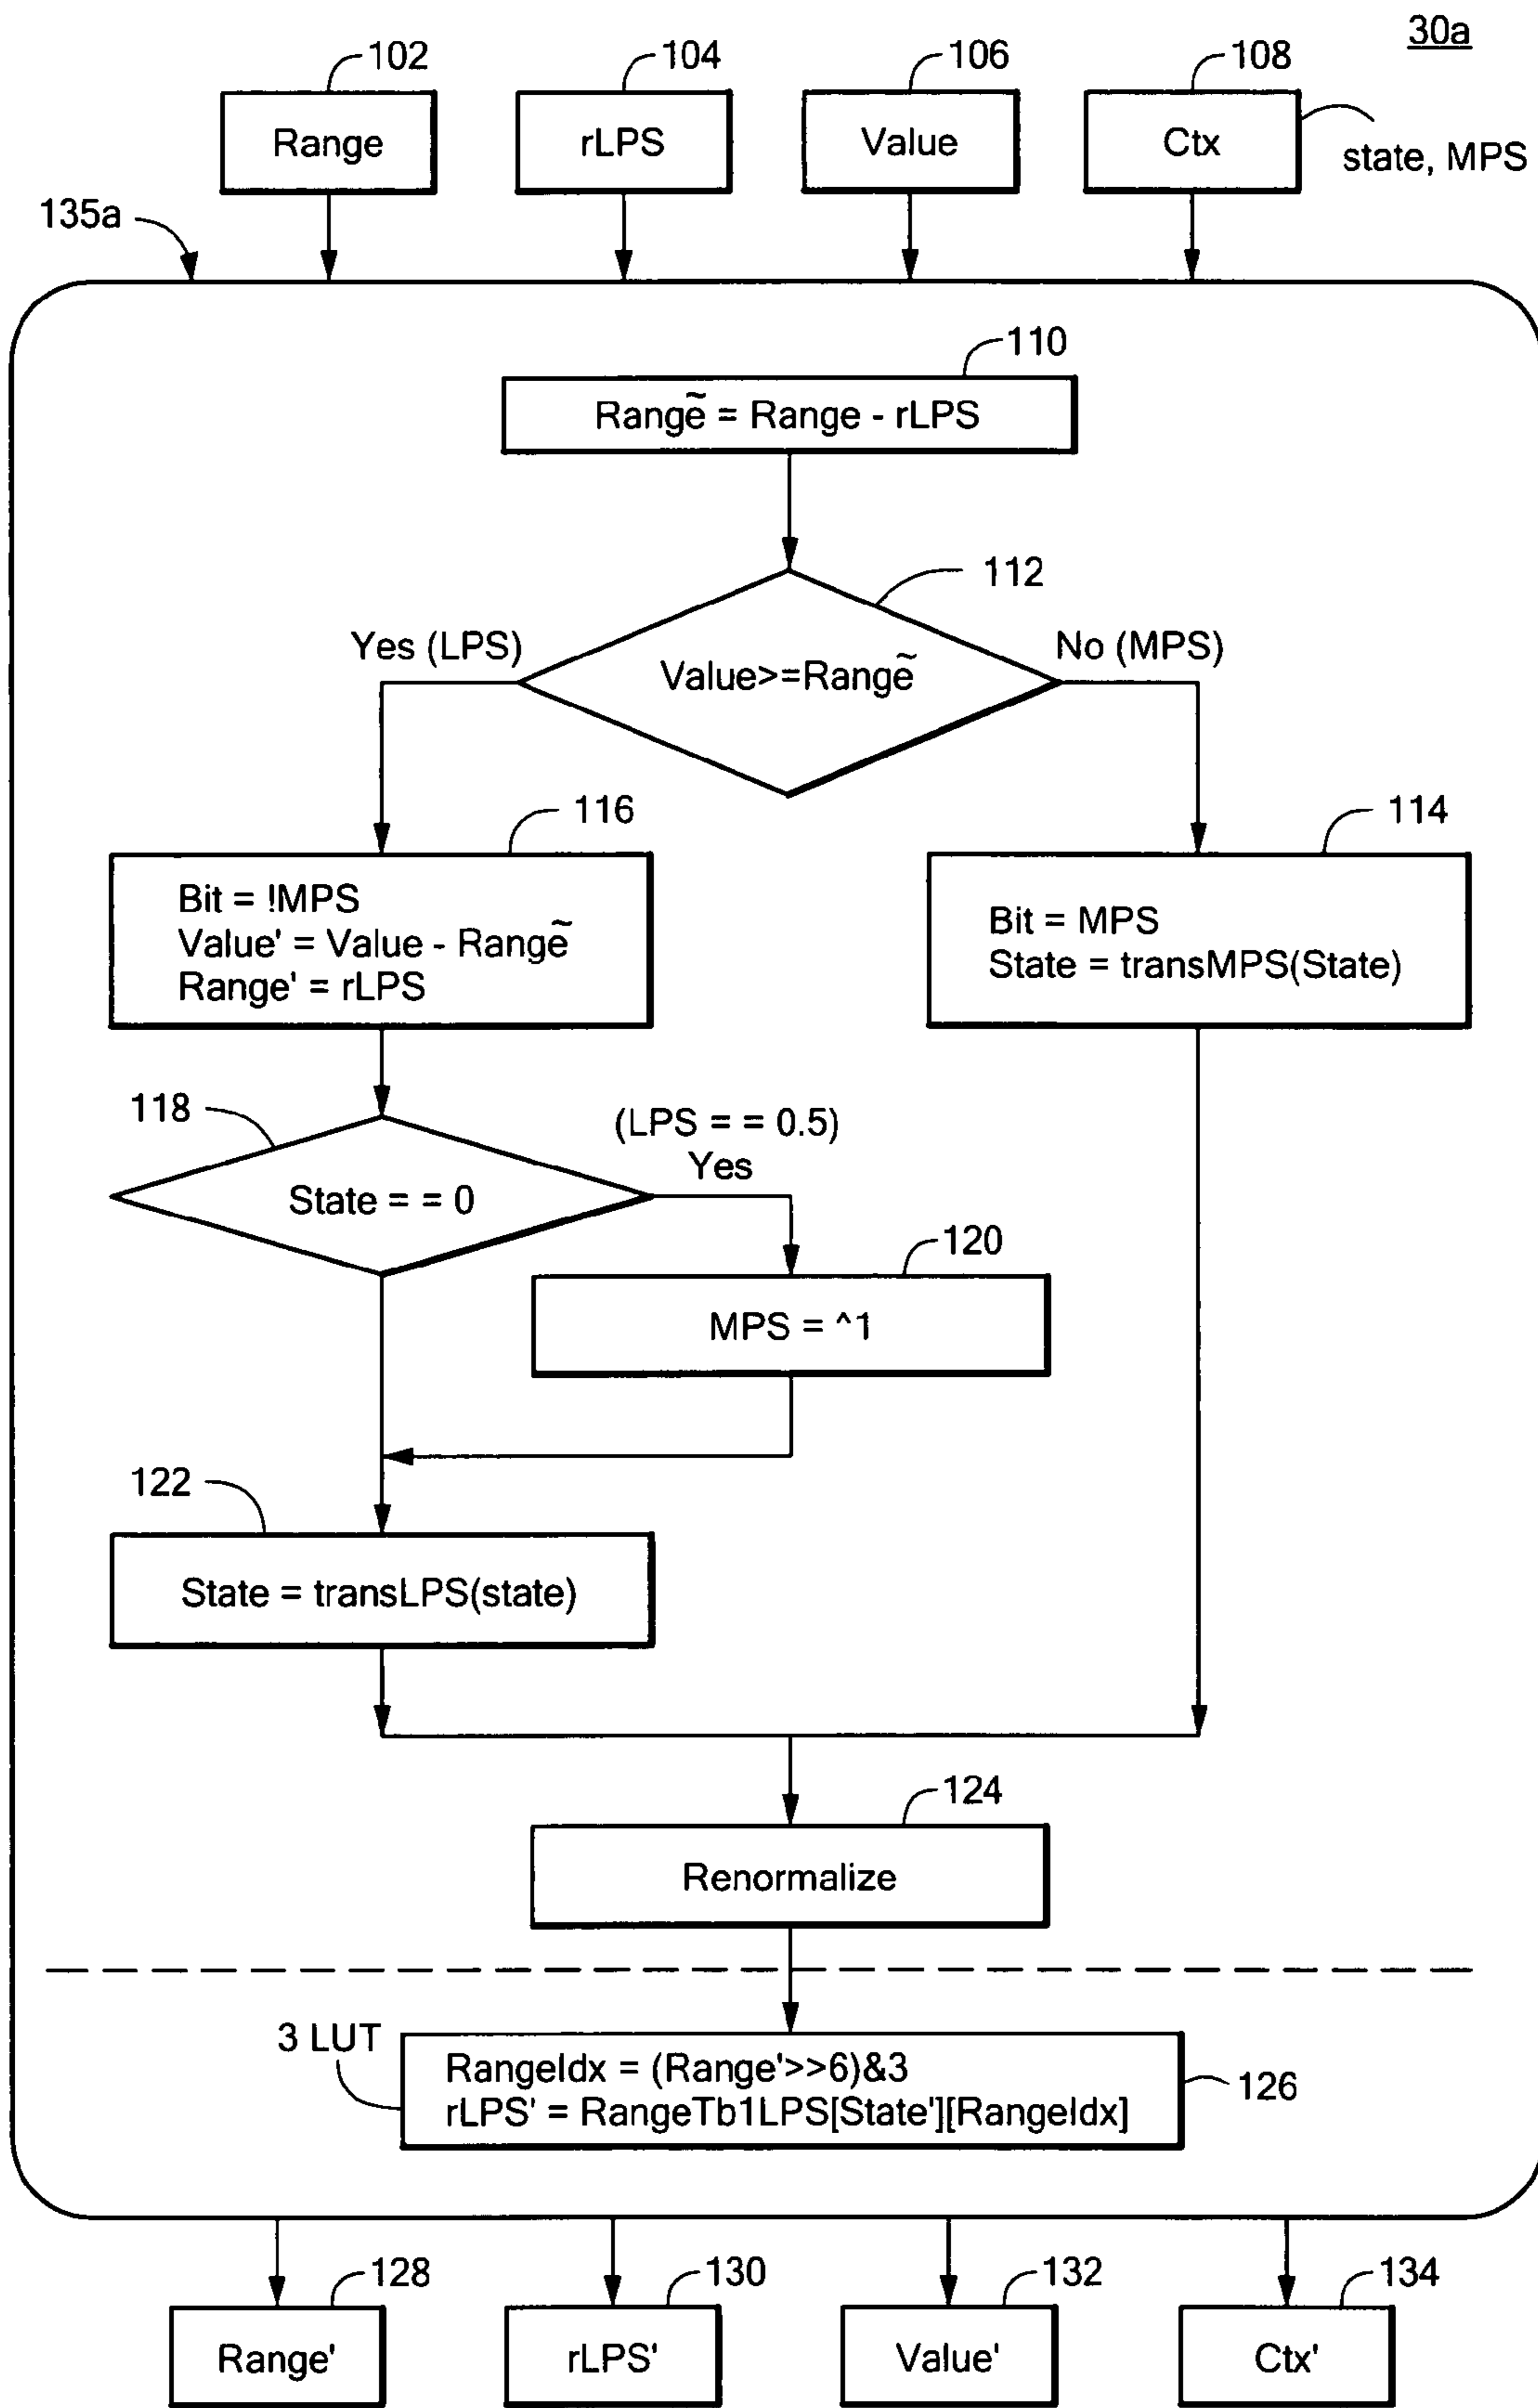 30a
102
104
106
108
Range
rLPS
Value
Ctx
state, MPS
135a
110
Rangẽ = Range - rLPS
112
Yes (LPS)
No (MPS)
Value>=Rangẽ
116
114
Bit = !MPS
Value' = Value - Rangẽ
Range' = rLPS
Bit = MPS
State = transMPS(State)
118
(LPS = = 0.5)
Yes
State = = 0
120
MPS = ^1
122
State = transLPS(state)
124
Renormalize
3 LUT
RangeIdx = (Range'>>6)&3
rLPS' = RangeTb1LPS[State'][RangeIdx]
126
128
130
132
134
Range'
rLPS'
Value'
Ctx'